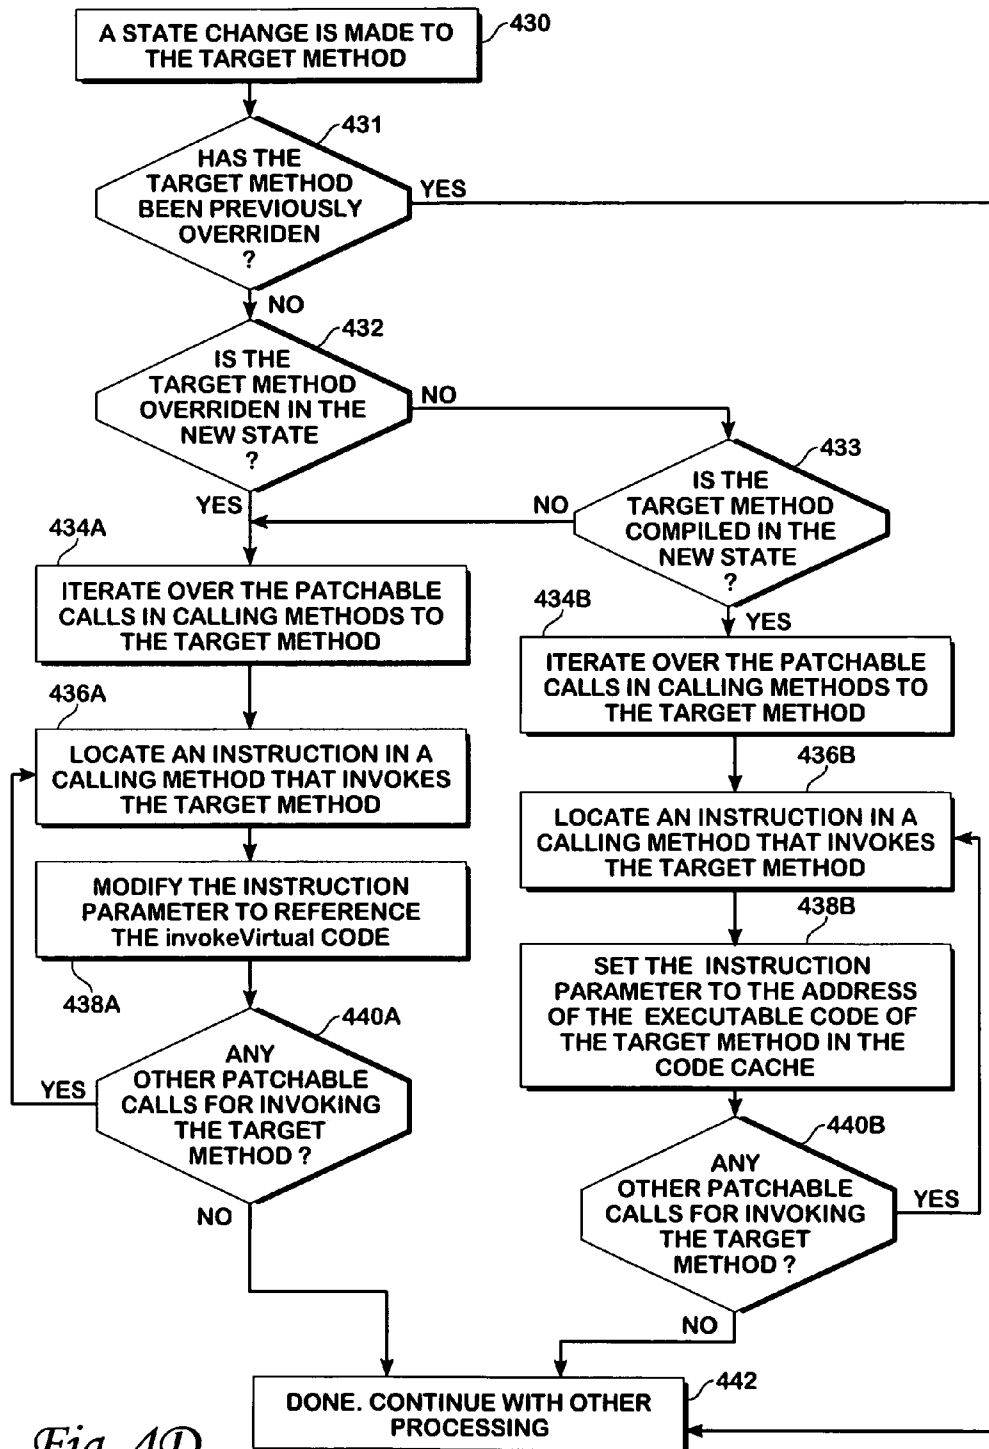 A STATE CHANGE IS MADE TO
THE TARGET METHOD
430
431
HAS THE
TARGET METHOD
BEEN PREVIOUSLY
OVERRIDEN
?
YES
NO
432
IS THE
TARGET METHOD
OVERRIDEN IN THE
NEW STATE
?
NO
YES
433
IS THE
TARGET METHOD
COMPILED IN THE
NEW STATE
?
NO
YES
434A
ITERATE OVER THE PATCHABLE
CALLS IN CALLING METHODS TO
THE TARGET METHOD
434B
ITERATE OVER THE PATCHABLE
CALLS IN CALLING METHODS TO
THE TARGET METHOD
436A
LOCATE AN INSTRUCTION IN A
CALLING METHOD THAT INVOKES
THE TARGET METHOD
436B
LOCATE AN INSTRUCTION IN A
CALLING METHOD THAT INVOKES
THE TARGET METHOD
MODIFY THE INSTRUCTION
PARAMETER TO REFERENCE
THE invokeVirtual CODE
438A
438B
SET THE INSTRUCTION
PARAMETER TO THE ADDRESS
OF THE EXECUTABLE CODE OF
THE TARGET METHOD IN THE
CODE CACHE
440A
ANY
OTHER PATCHABLE
CALLS FOR INVOKING
THE TARGET
METHOD ?
YES
NO
440B
ANY
OTHER PATCHABLE
CALLS FOR INVOKING
THE TARGET
METHOD ?
YES
NO
442
DONE. CONTINUE WITH OTHER
PROCESSING
Fig. 4D